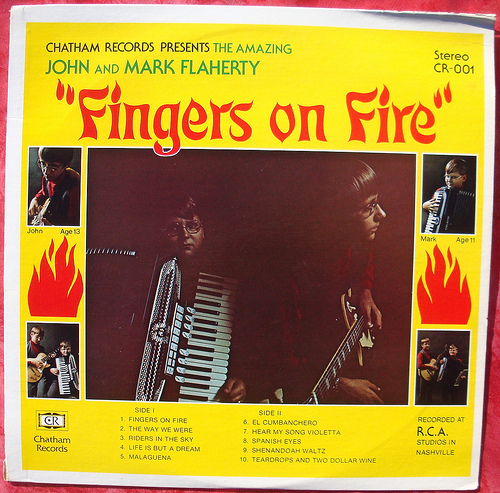 CHATHAM RECORDS PRESENTS THE AMAZING
JOHN AND MARK FLAHERTY
Stereo
CR-001
"Fingers on Fire"
John Age 13
Mark Age 11
SIDE I
1. FINGERS ON FIRE
2. THE WAY WE WERE
3. RIDERS IN THE SKY
4. LIFE IS BUT A DREAM
5. MALAGUENA
SIDE II
6. EL CUMBANCHERO
7. HEAR MY SONG VIOLETTA
8. SPANISH EYES
9. SHENANDOAH WALTZ
10. TEARDROPS AND TWO DOLLAR WINE
CR
Chatham
Records
RECORDED AT
R.C.A.
STUDIOS IN
NASHVILLE